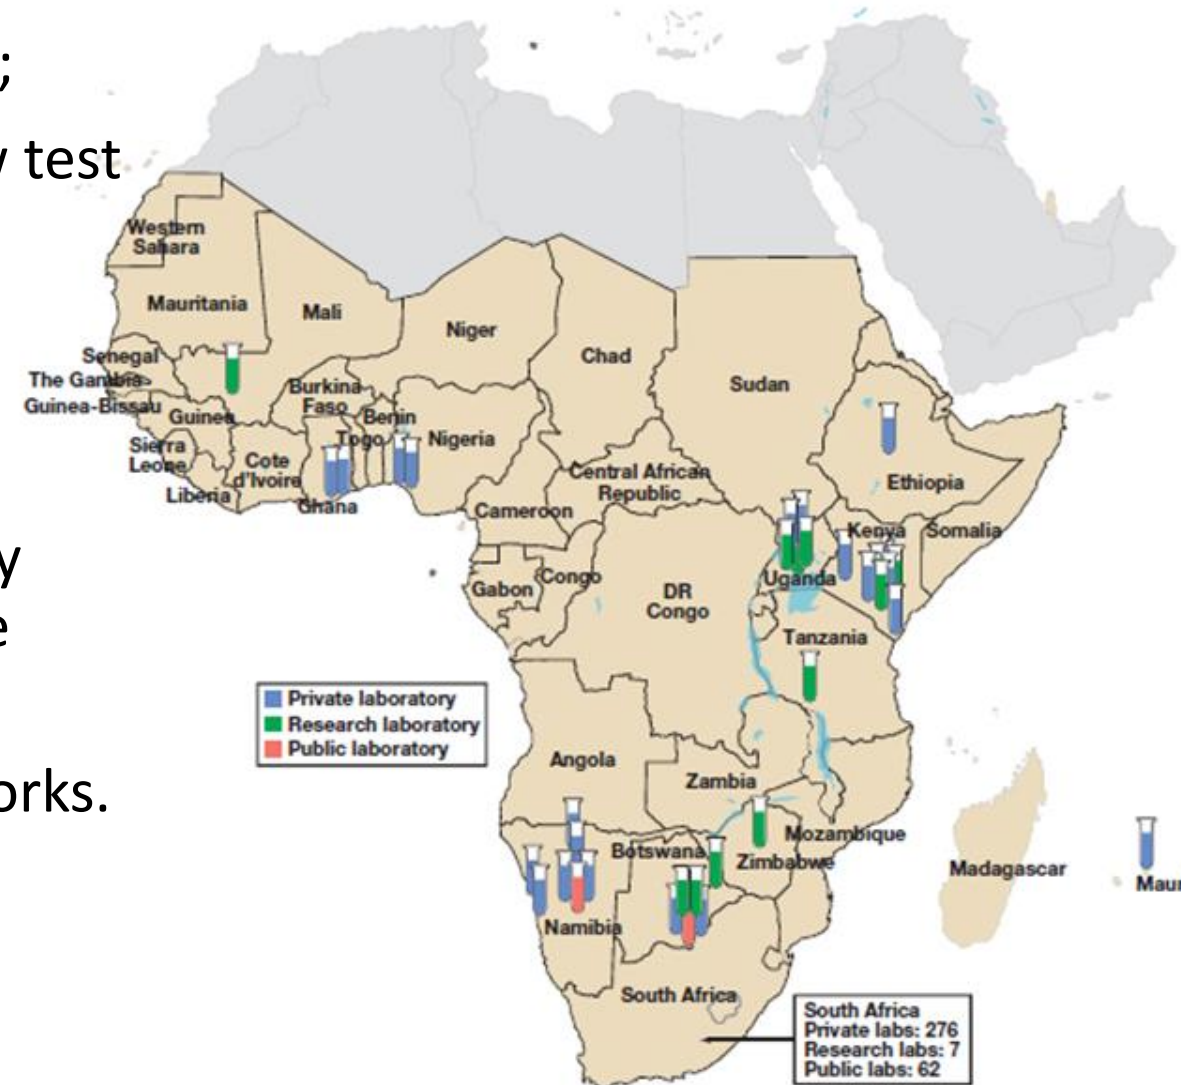 ;
y test
y
e
orks.
Western
Sahara
Mauritania
Mali
Niger
Chad
Sudan
Senegal
The Gambia
Guinea-Bissau
Guinea
Burkina
Faso
Benin
Togo
Nigeria
Sierra
Leone
Liberia
Cote
d'Ivoire
Ghana
Cameroon
Central African
Republic
Ethiopia
Kenya
Somalia
Uganda
Gabon
Congo
DR
Congo
Tanzania
Private laboratory
Research laboratory
Public laboratory
Angola
Zambia
Mozambique
Botswana
Zimbabwe
Madagascar
Maur
Namibia
South Africa
South Africa
Private labs: 276
Research labs: 7
Public labs: 62